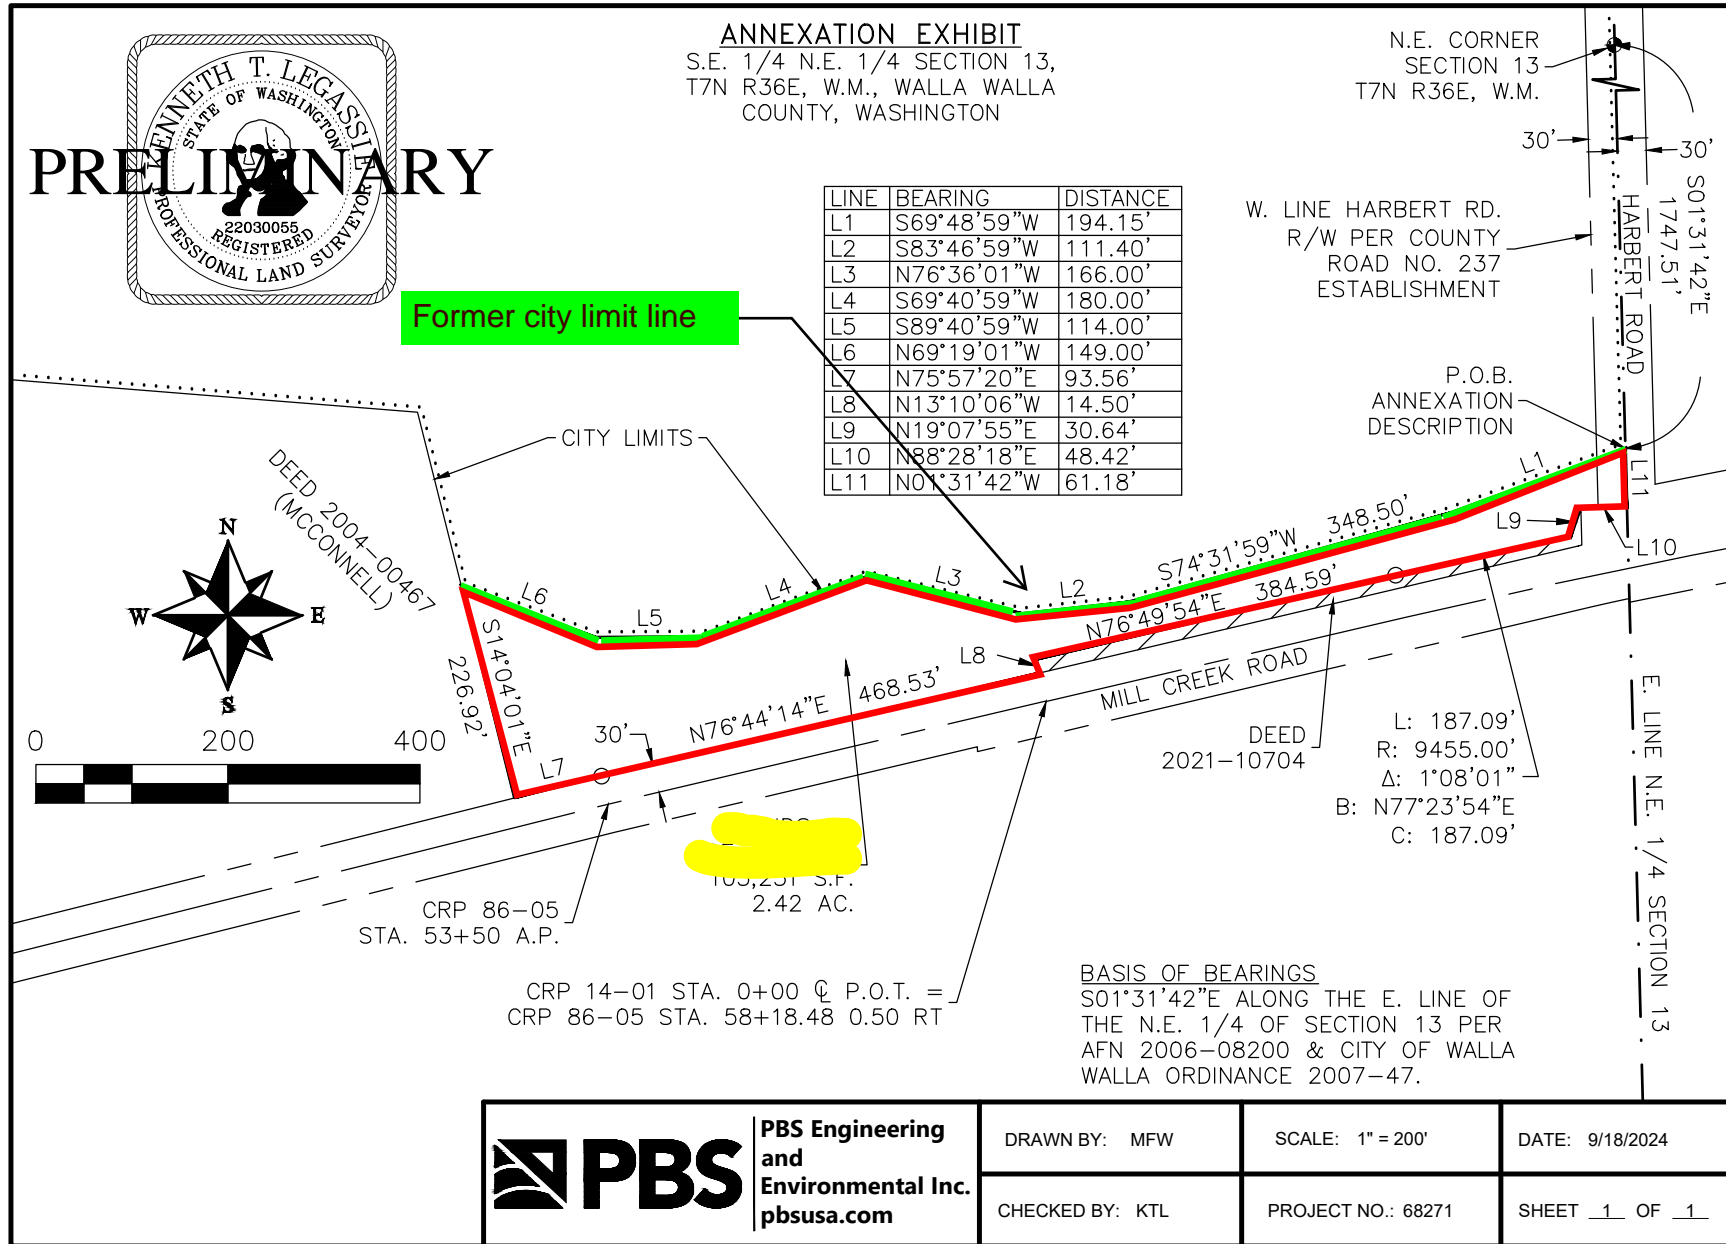 ANNEXATION EXHIBIT
S.E. 1/4 N.E. 1/4 SECTION 13,
T7N R36E, W.M., WALLA WALLA
COUNTY, WASHINGTON
KENNETH T. LEGASSIE
STATE OF WASHINGTON
22030055
REGISTERED
PROFESSIONAL LAND SURVEYOR
PRELIMINARY
N.E. CORNER
SECTION 13
T7N R36E, W.M.
30'
30'
S01°31'42"E
1747.51'
HARBERT ROAD
W. LINE HARBERT RD.
R/W PER COUNTY
ROAD NO. 237
ESTABLISHMENT
LINE BEARING DISTANCE
L1 S69°48'59"W 194.15'
L2 S83°46'59"W 111.40'
L3 N76°36'01"W 166.00'
L4 S69°40'59"W 180.00'
L5 S89°40'59"W 114.00'
L6 N69°19'01"W 149.00'
L7 N75°57'20"E 93.56'
L8 N13°10'06"W 14.50'
L9 N19°07'55"E 30.64'
L10 N88°28'18"E 48.42'
L11 N01°31'42"W 61.18'
Former city limit line
P.O.B.
ANNEXATION
DESCRIPTION
CITY LIMITS
DEED 2004-00467
(MCCONNELL)
N
W E
S
0 200 400
L6
L5
L4
L3
L2
S74°31'59"W 348.50'
L1
L11
L9
L10
N76°49'54"E 384.59'
L8
MILL CREEK ROAD
S14°04'01"E
226.92'
L7
30'
N76°44'14"E 468.53'
DEED
2021-10704
L: 187.09'
R: 9455.00'
Δ: 1°08'01"
B: N77°23'54"E
C: 187.09'
E. LINE N.E. 1/4 SECTION 13
2.42 AC.
CRP 86-05
STA. 53+50 A.P.
CRP 14-01 STA. 0+00 ℄ P.O.T. =
CRP 86-05 STA. 58+18.48 0.50 RT
BASIS OF BEARINGS
S01°31'42"E ALONG THE E. LINE OF
THE N.E. 1/4 OF SECTION 13 PER
AFN 2006-08200 & CITY OF WALLA
WALLA ORDINANCE 2007-47.
PBS
PBS Engineering
and
Environmental Inc.
pbsusa.com
DRAWN BY: MFW
SCALE: 1" = 200'
DATE: 9/18/2024
CHECKED BY: KTL
PROJECT NO.: 68271
SHEET 1 OF 1